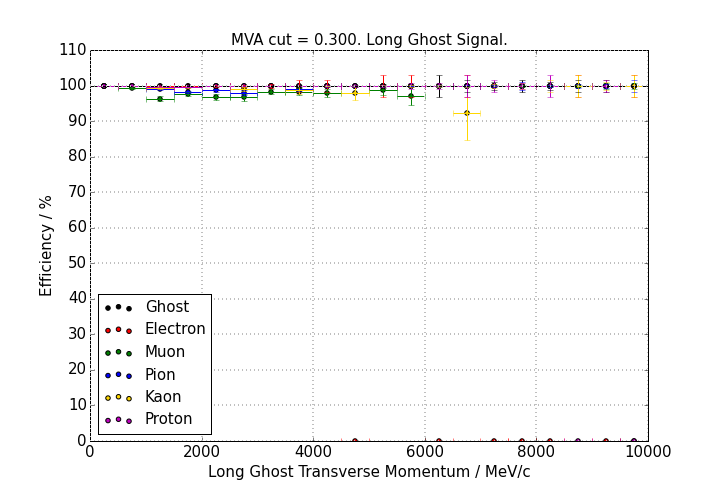 MVA cut = 0.300. Long Ghost Signal.
110
100
90
80
70
60
50
40
30
20
10
0
Efficiency / %
Ghost
Electron
Muon
Pion
Kaon
Proton
0 2000 4000 6000 8000 10000
Long Ghost Transverse Momentum / MeV/c